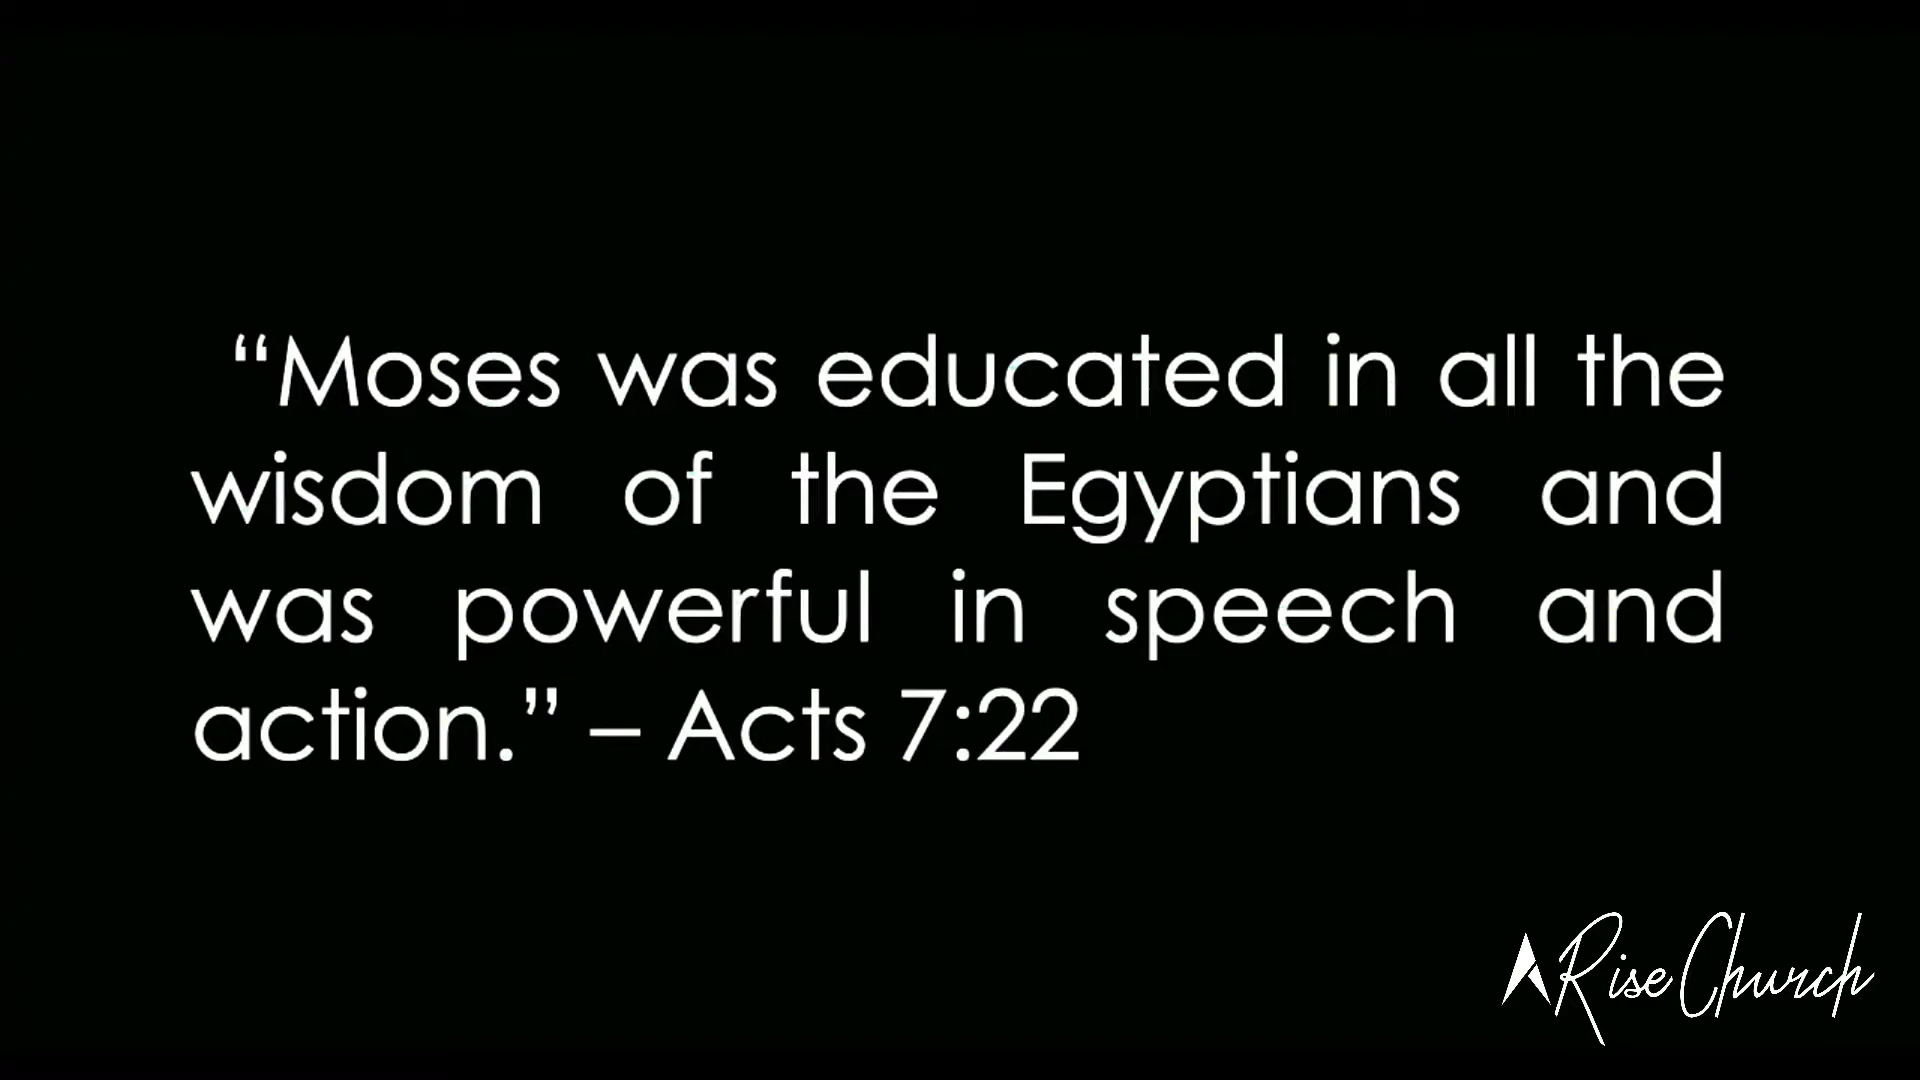 “Moses was educated in all the
wisdom of the Egyptians and
was powerful in speech and
action.” – Acts 7:22
ARise Church